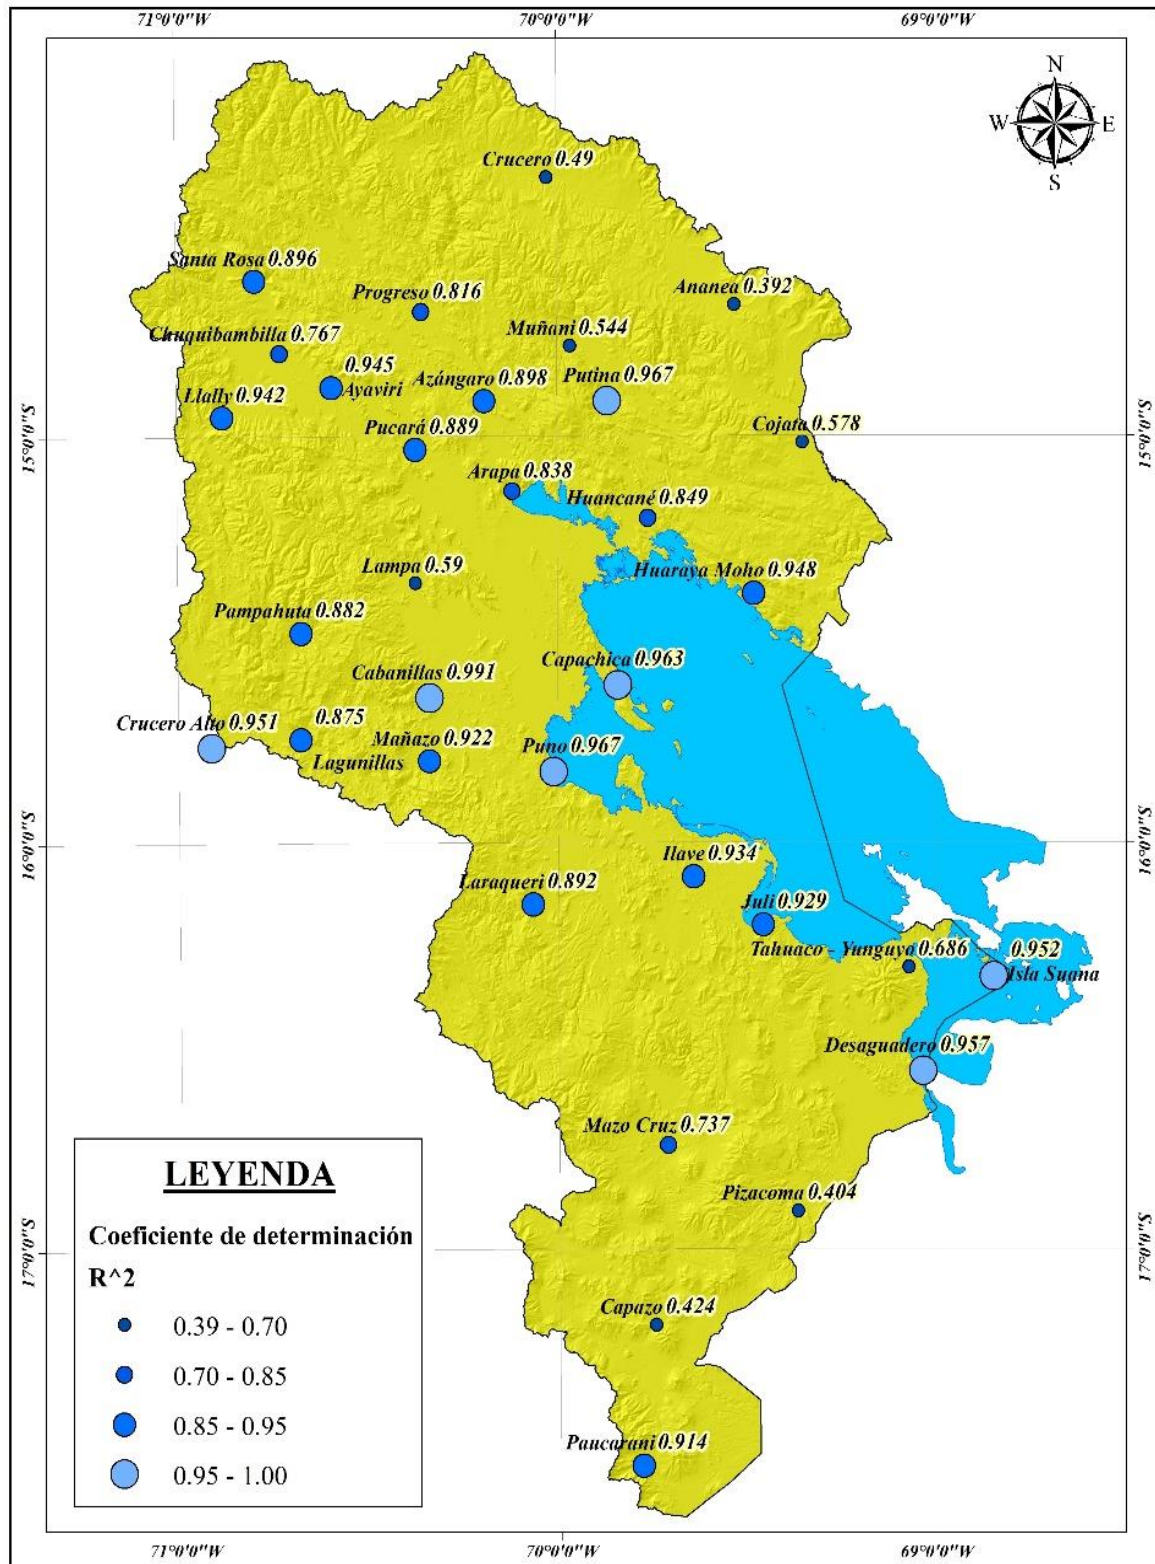 71°0'0"W 70°0'0"W 69°0'0"W
N
W E
S
Crucero 0.49
Santa Rosa 0.896
Progreso 0.816
Ananea 0.392
Chuquibambilla 0.767
Muñani 0.544
0.945
Ayaviri
Azángaro 0.898
Putina 0.967
Llally 0.942
Pucará 0.889
Cojata 0.578
15°0'0"S 15°0'0"S
Arapa 0.838
Huancané 0.849
Lampa 0.59
Huaraya Moho 0.948
Pampahuta 0.882
Capachica 0.963
Cabanillas 0.991
Crucero Alto 0.951
0.875
Lagunillas
Mañazo 0.922
Puno 0.967
16°0'0"S 16°0'0"S
Ilave 0.934
Laraqueri 0.892
Juli 0.929
Tahuaco - Yunguyo 0.686
0.952
Isla Suana
Desaguadero 0.957
Mazo Cruz 0.737
Pizacoma 0.404
17°0'0"S 17°0'0"S
Capazo 0.424
Paucarani 0.914
LEYENDA
Coeficiente de determinación
R^2
0.39 - 0.70
0.70 - 0.85
0.85 - 0.95
0.95 - 1.00
71°0'0"W 70°0'0"W 69°0'0"W